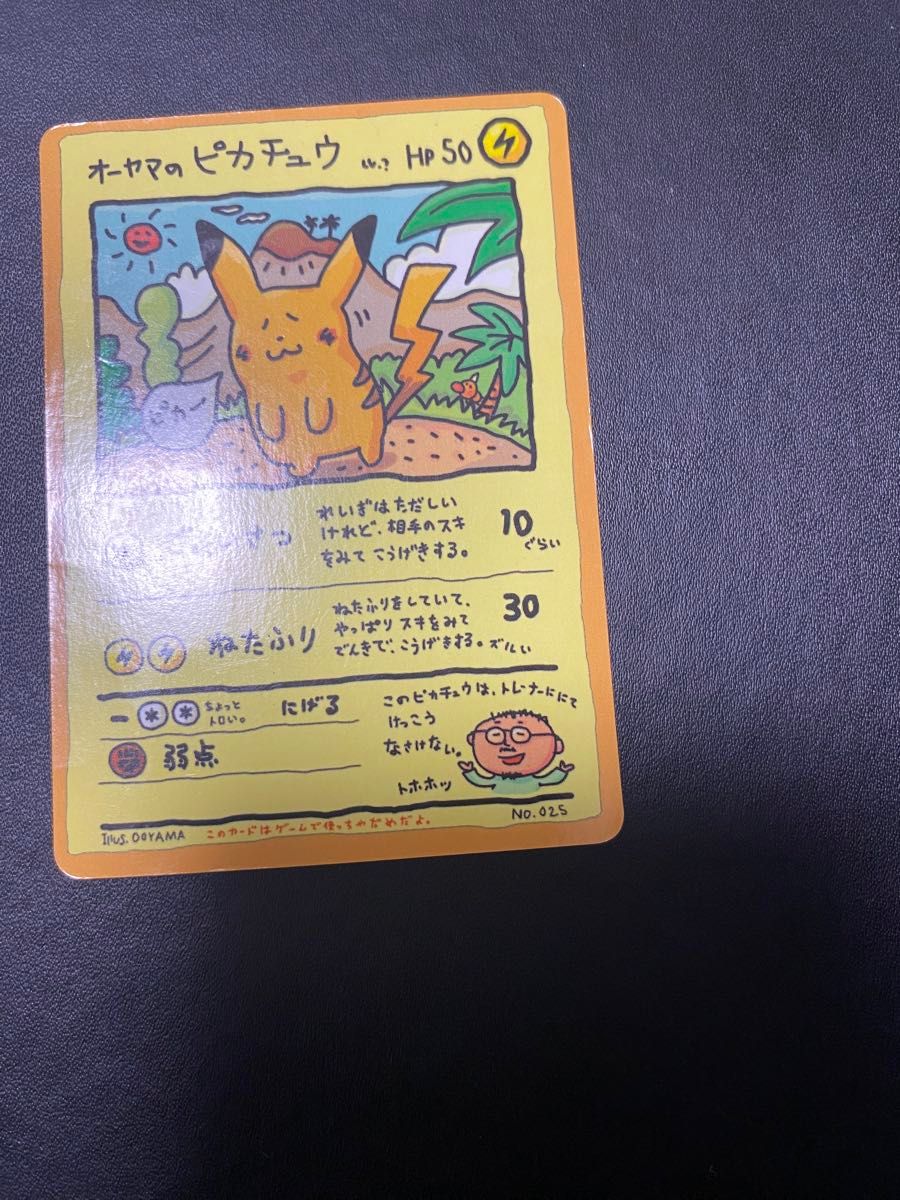 オーヤマの ピカチュウ Lv.? HP 50
れいぎはただしい
けれど、相手のスキ
をみて こうげきする。
10
ぐらい
ねたふり
ねたふりをしていて、
やっぱり スキをみて
でんきで、こうげきする。ズルい
30
ー ** ちょっと
トロい。
にげる
弱点
このピカチュウは、トレーナーににて
けっこう
なさけない。
トホホッ
Illus. OOYAMA このカードはゲームで使っちゃだめだよ。 NO. 025